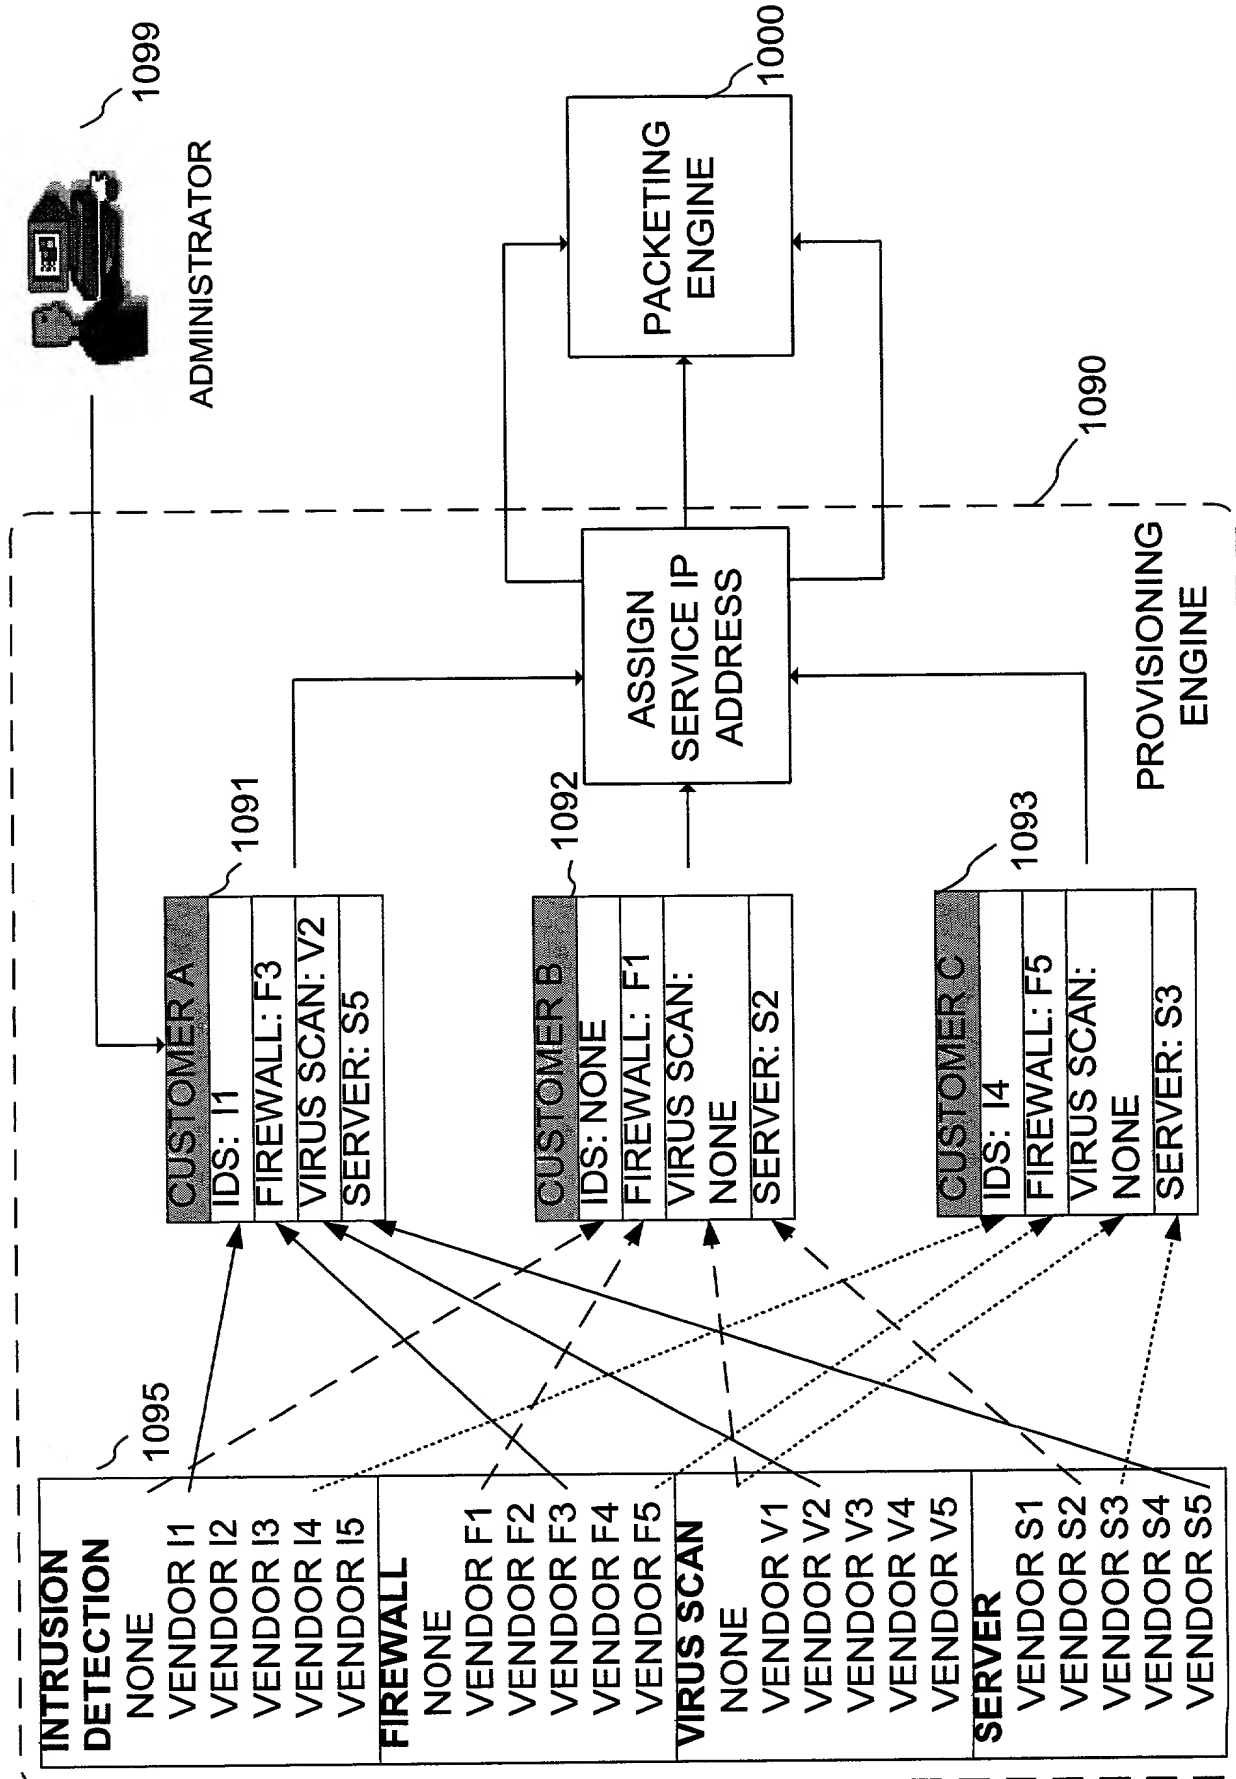 INTRUSION
DETECTION
NONE
VENDOR I1
VENDOR I2
VENDOR I3
VENDOR I4
VENDOR I5
FIREWALL
NONE
VENDOR F1
VENDOR F2
VENDOR F3
VENDOR F4
VENDOR F5
VIRUS SCAN
NONE
VENDOR V1
VENDOR V2
VENDOR V3
VENDOR V4
VENDOR V5
SERVER
VENDOR S1
VENDOR S2
VENDOR S3
VENDOR S4
VENDOR S5
1095
CUSTOMER A
IDS: I1
FIREWALL: F3
VIRUS SCAN: V2
SERVER: S5
1091
CUSTOMER B
IDS: NONE
FIREWALL: F1
VIRUS SCAN:
NONE
SERVER: S2
1092
CUSTOMER C
IDS: I4
FIREWALL: F5
VIRUS SCAN:
NONE
SERVER: S3
1093
ASSIGN
SERVICE IP
ADDRESS
PROVISIONING
ENGINE
1090
ADMINISTRATOR
1099
PACKETING
ENGINE
1000